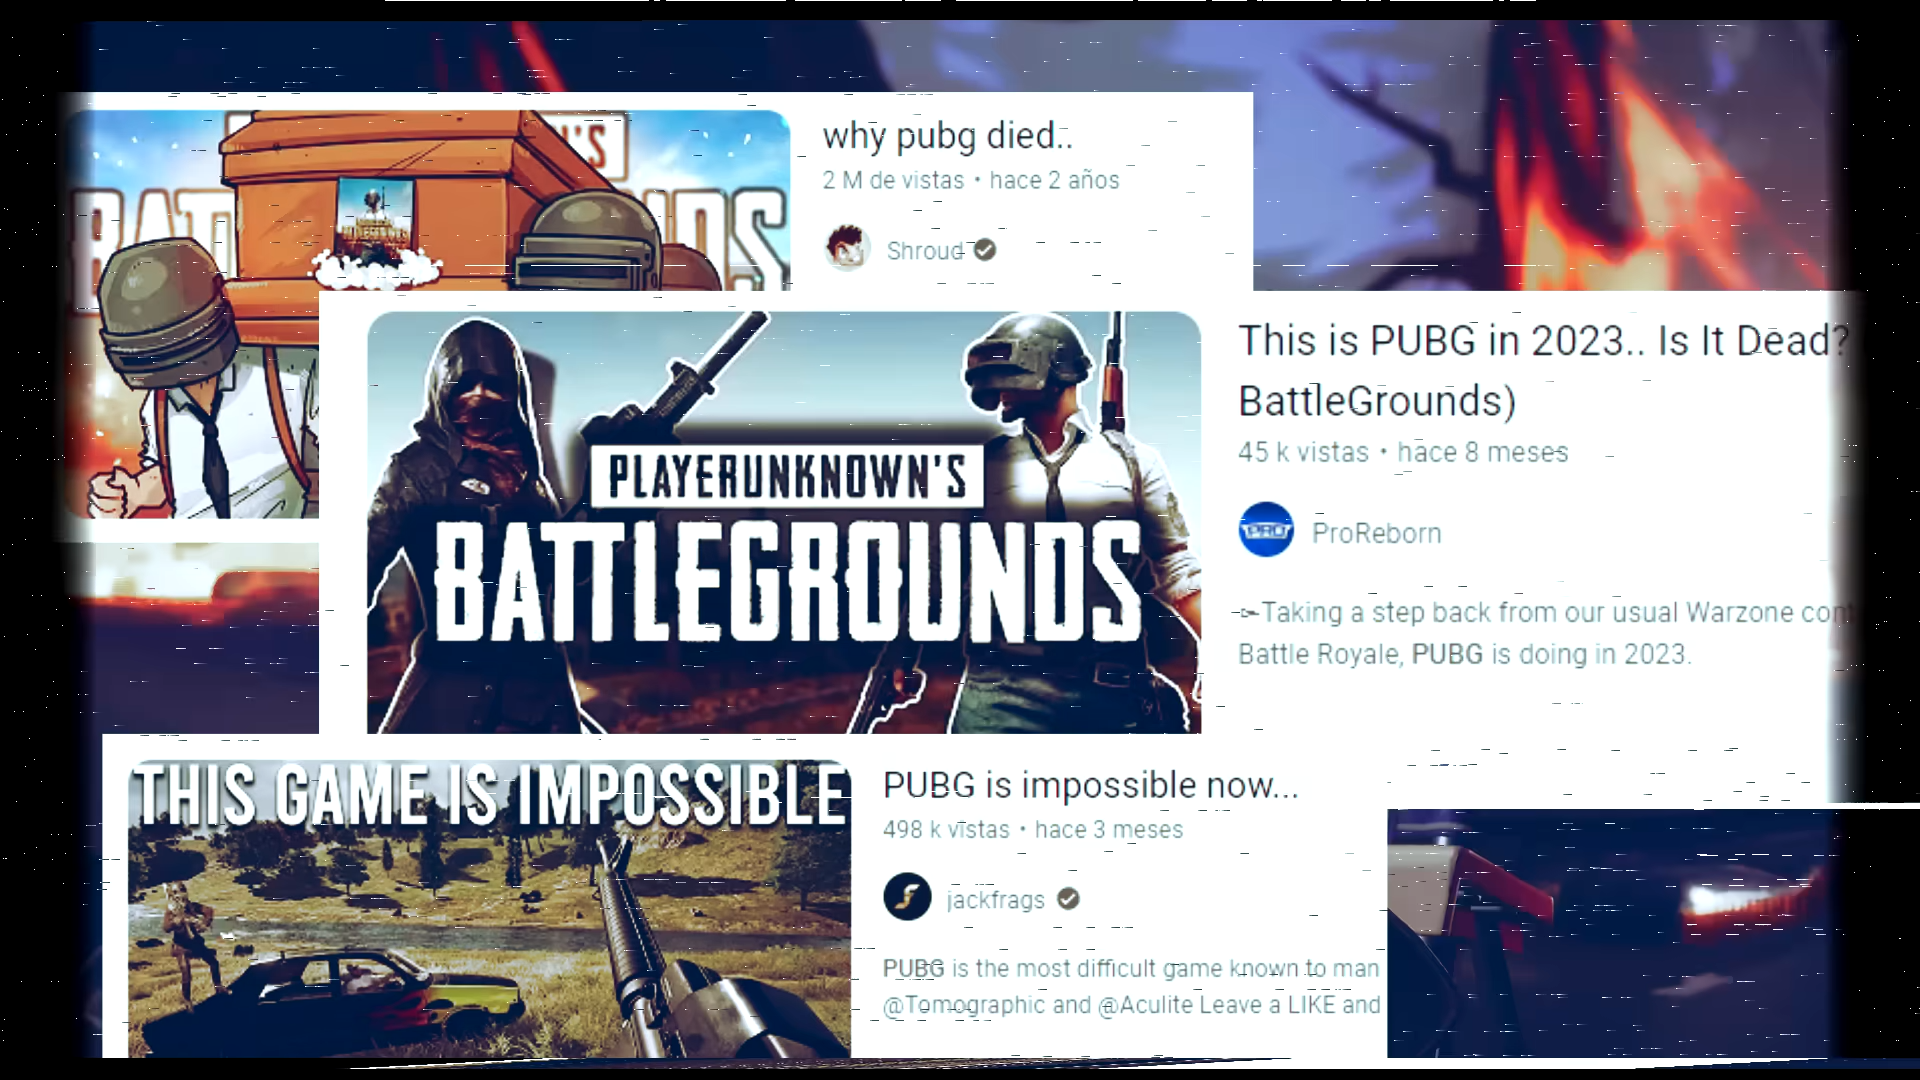 why pubg died..
2 M de vistas • hace 2 años
Shroud
This is PUBG in 2023.. Is It Dead?
BattleGrounds)
45 k vistas • hace 8 meses
PRO
ProReborn
Taking a step back from our usual Warzone
Battle Royale, PUBG is doing in 2023.
PLAYERUNKNOWN'S
BATTLEGROUNDS
THIS GAME IS IMPOSSIBLE
PUBG is impossible now...
498 k vistas • hace 3 meses
jackfrags
PUBG is the most difficult game known to man
@Tomographic and @Aculite Leave a LIKE and